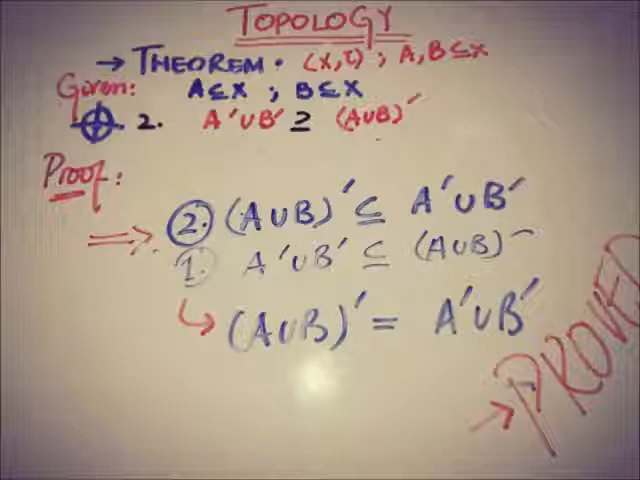 TOPOLOGY
→ THEOREM. (X,τ) ; A,B⊆X
Given: A⊆X ; B⊆X
2. A′∪B′ ⊇ (A∪B)′
Proof:
⇒ 2. (A∪B)′ ⊆ A′∪B′
1. A′∪B′ ⊆ (A∪B)′
↳ (A∪B)′ = A′∪B′
→ PROVED